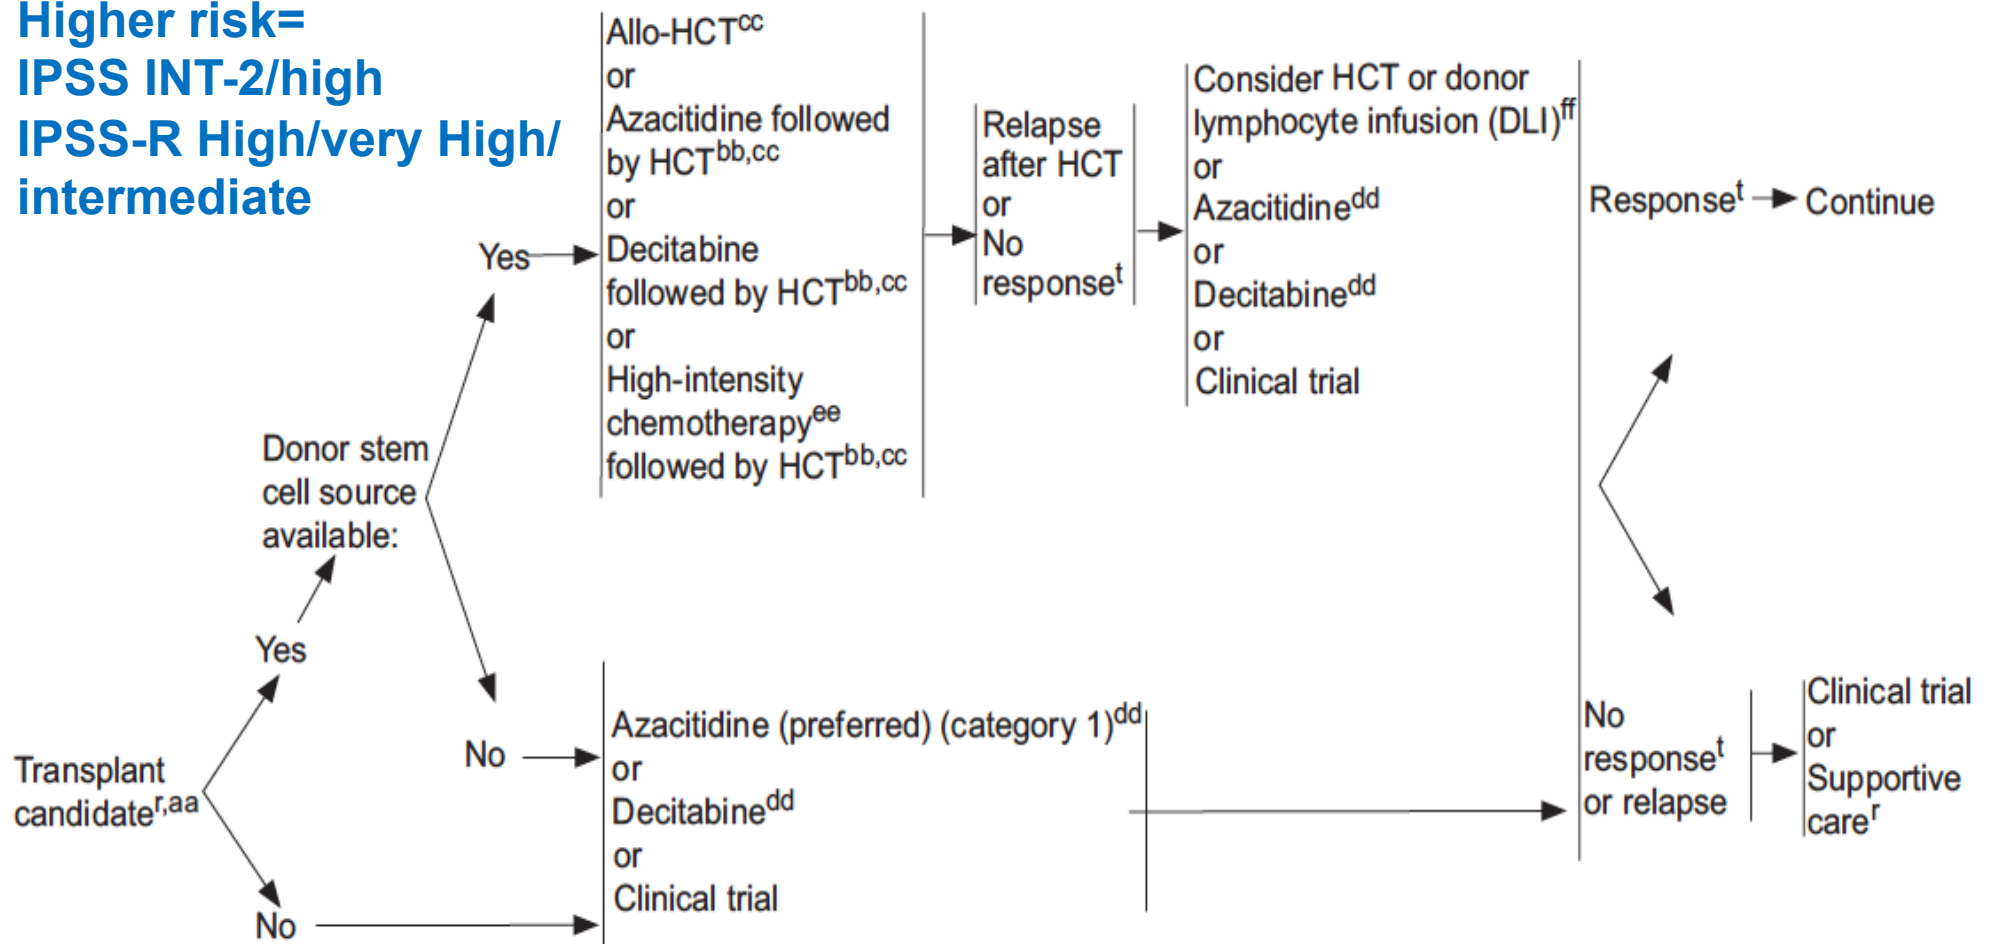 Higher risk=
IPSS INT-2/high
IPSS-R High/very High/
intermediate
Transplant
candidater,aa
Yes
No
Donor stem
cell source
available:
Yes
No
Allo-HCTcc
or
Azacitidine followed
by HCTbb,cc
or
Decitabine
followed by HCTbb,cc
or
High-intensity
chemotherapyee
followed by HCTbb,cc
Relapse
after HCT
or
No
responset
Consider HCT or donor
lymphocyte infusion (DLI)ff
or
Azacitidinedd
or
Decitabinedd
or
Clinical trial
Azacitidine (preferred) (category 1)dd
or
Decitabinedd
or
Clinical trial
Responset
Continue
No
responset
or relapse
Clinical trial
or
Supportive
carer